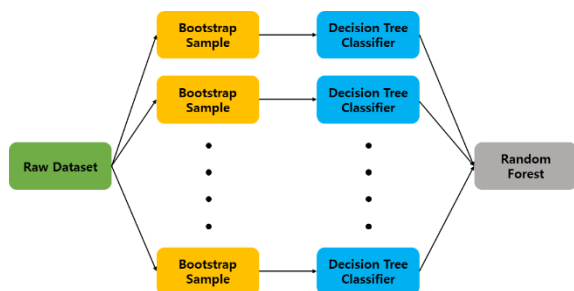 Bootstrap
Sample
Decision Tree
Classifier
Bootstrap
Sample
Decision Tree
Classifier
Raw Dataset
Random
Forest
Bootstrap
Sample
Decision Tree
Classifier